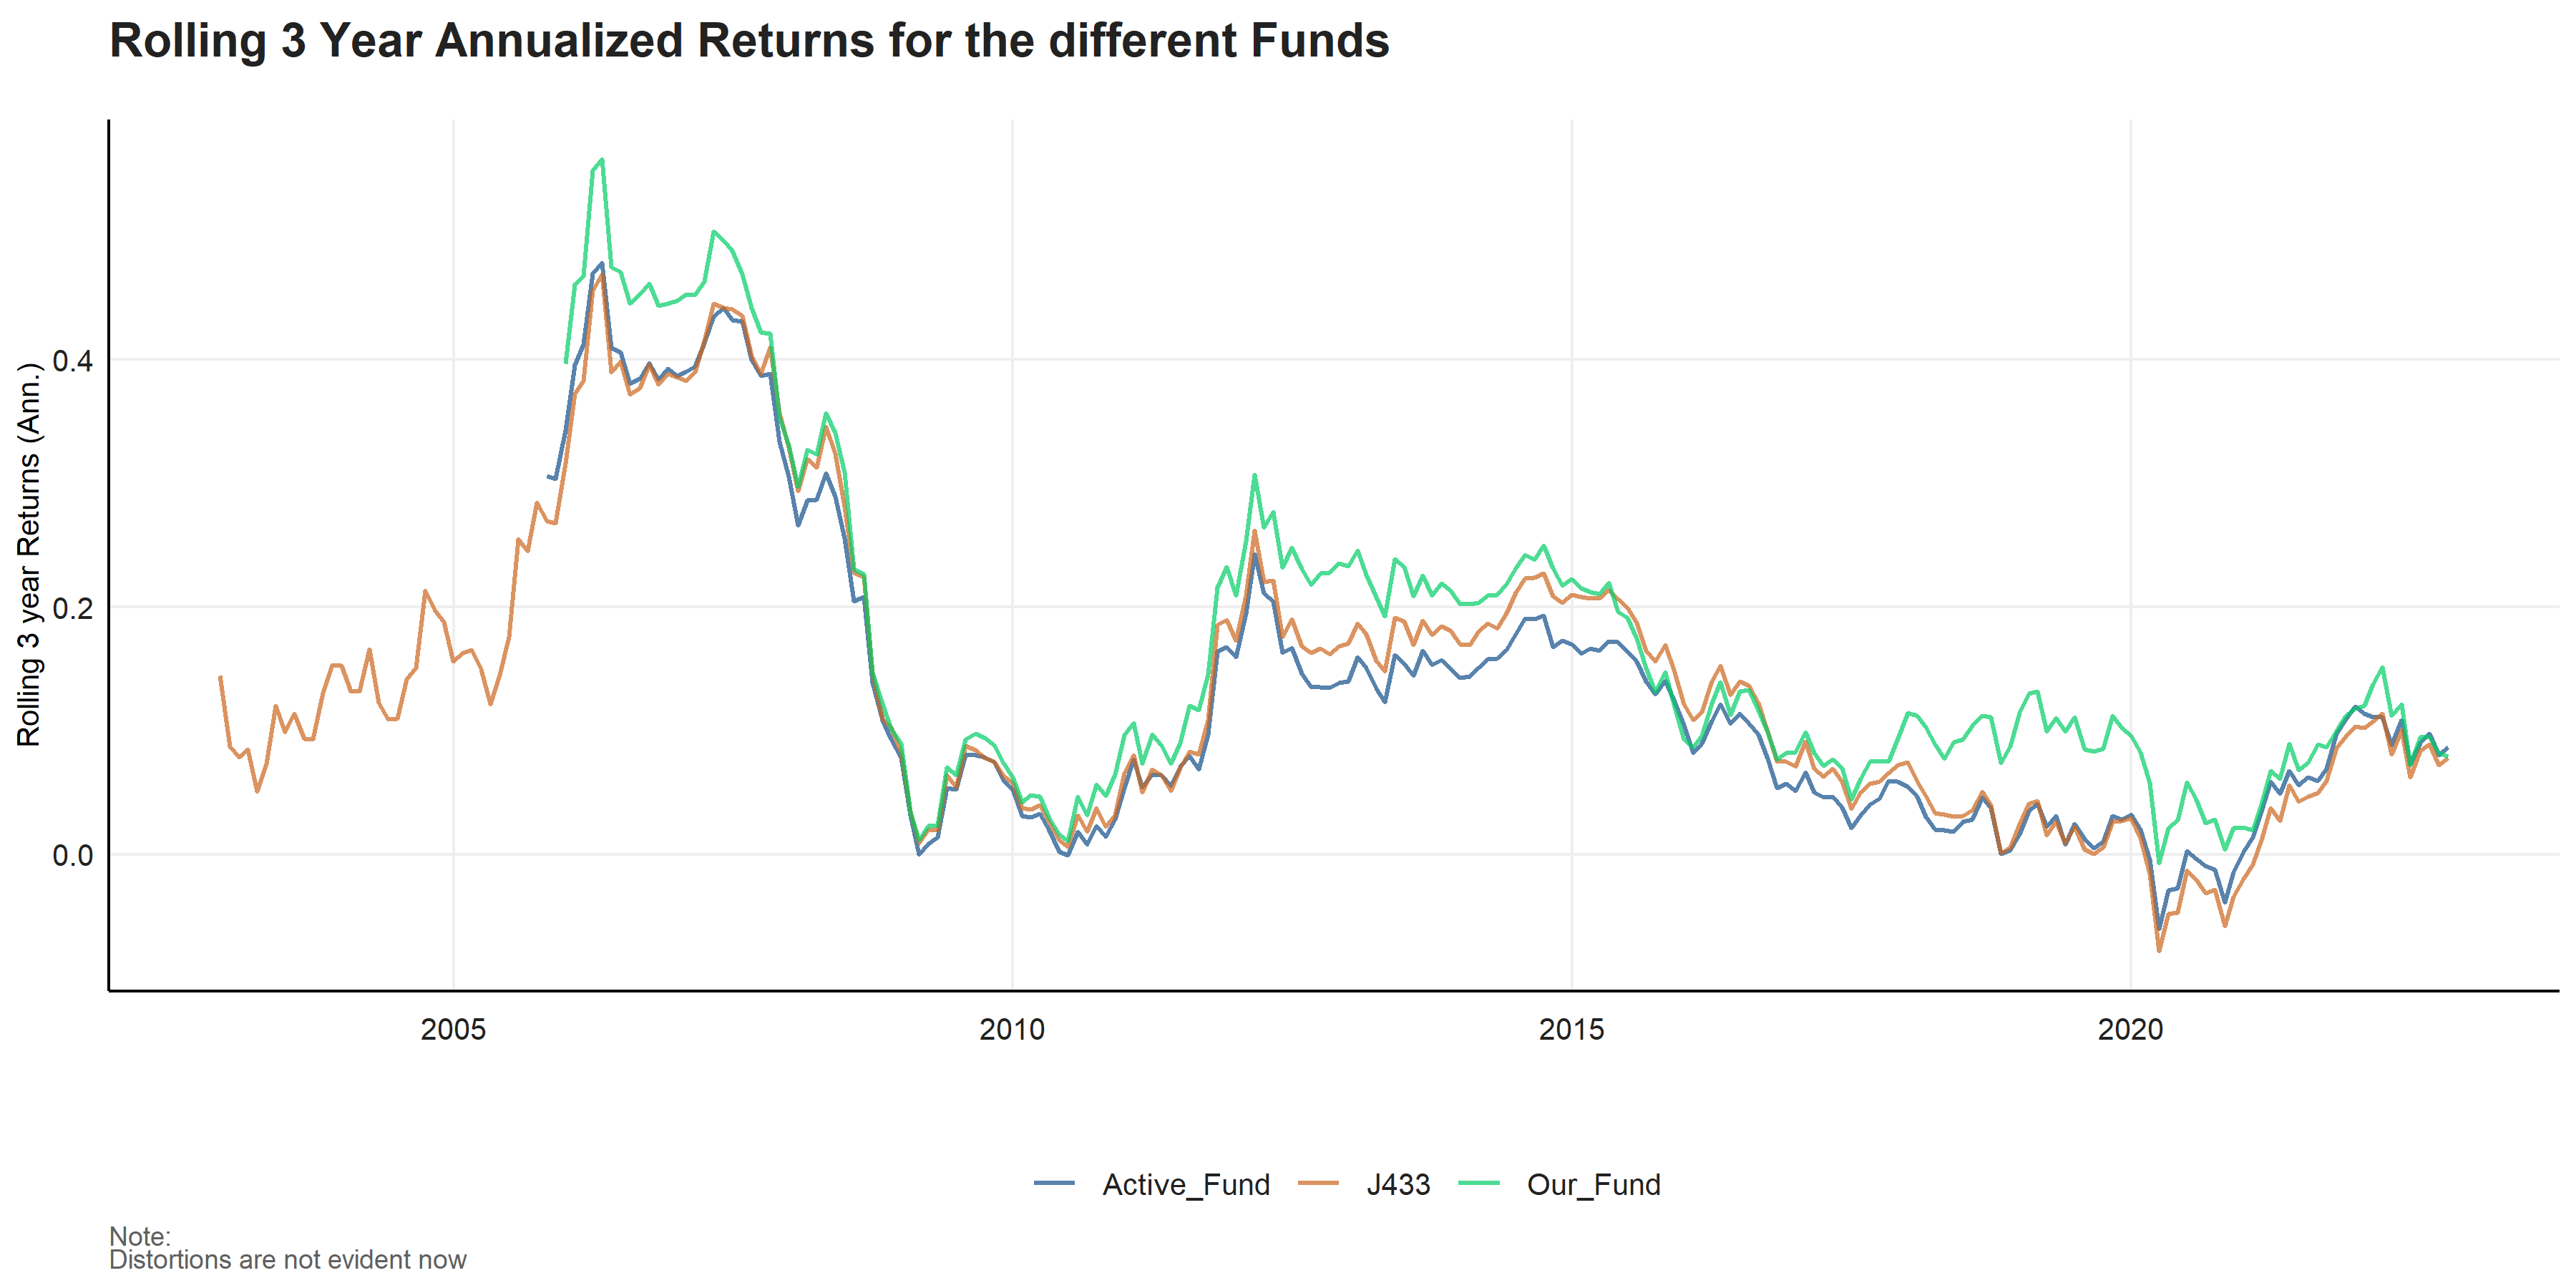 Rolling 3 Year Annualized Returns for the different Funds
Rolling 3 year Returns (Ann.)
0.4
0.2
0.0
2005 2010 2015 2020
Active_Fund J433 Our_Fund
Note:
Distortions are not evident now